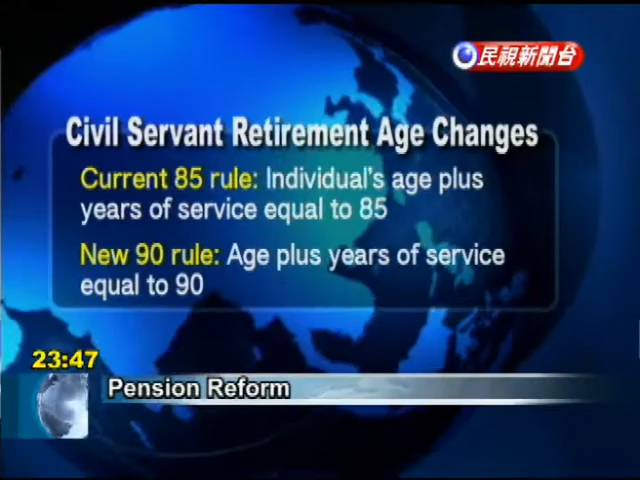 民視新聞台
Civil Servant Retirement Age Changes
Current 85 rule: Individual's age plus
years of service equal to 85
New 90 rule: Age plus years of service
equal to 90
23:47
Pension Reform